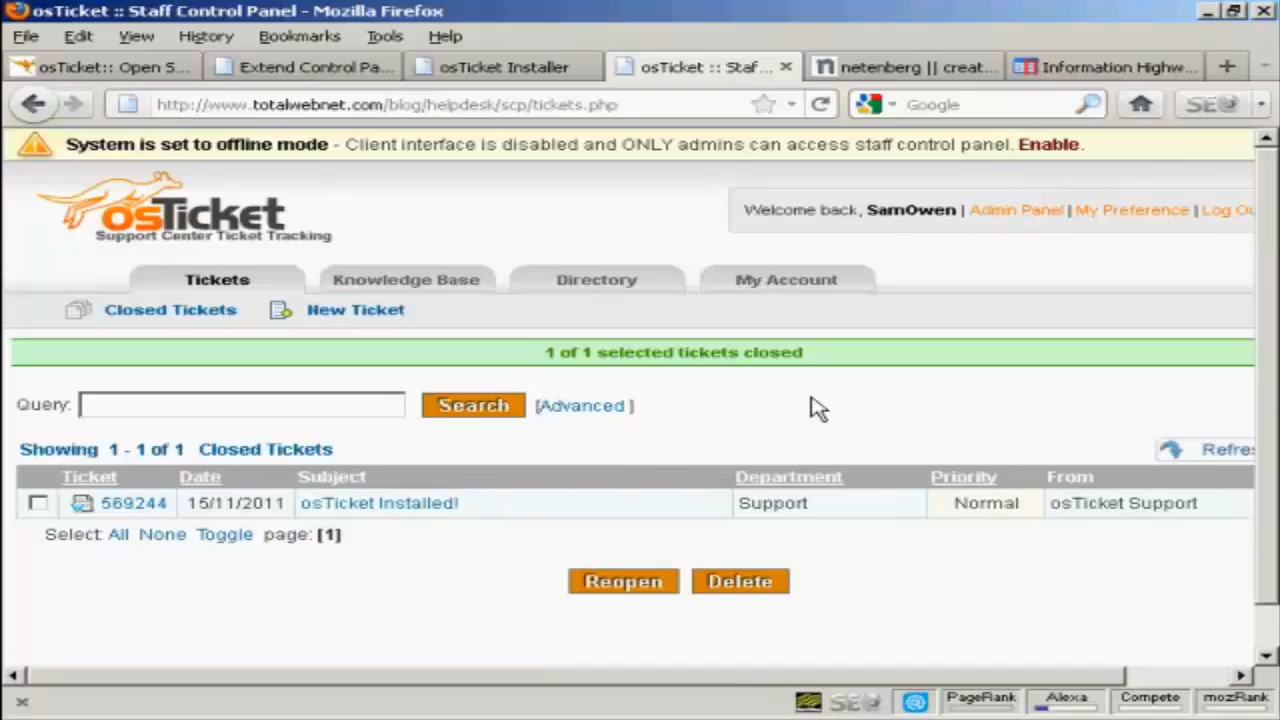 osTicket :: Staff Control Panel - Mozilla Firefox
File Edit View History Bookmarks Tools Help
osTicket:: Open S... Extend Control Pa... osTicket Installer osTicket :: Staf... netenberg || creat... Information Highw...
http://www.totalwebnet.com/blog/helpdesk/scp/tickets.php Google SEO
System is set to offline mode - Client interface is disabled and ONLY admins can access staff control panel. Enable.
osTicket
Support Center Ticket Tracking
Welcome back, SamOwen | Admin Panel | My Preference | Log Ou
Tickets Knowledge Base Directory My Account
Closed Tickets New Ticket
1 of 1 selected tickets closed
Query: Search [Advanced ]
Showing 1 - 1 of 1 Closed Tickets Refres
Ticket Date Subject Department Priority From
569244 15/11/2011 osTicket Installed! Support Normal osTicket Support
Select: All None Toggle page: [1]
Reopen Delete
SEO PageRank Alexa Compete mozRank